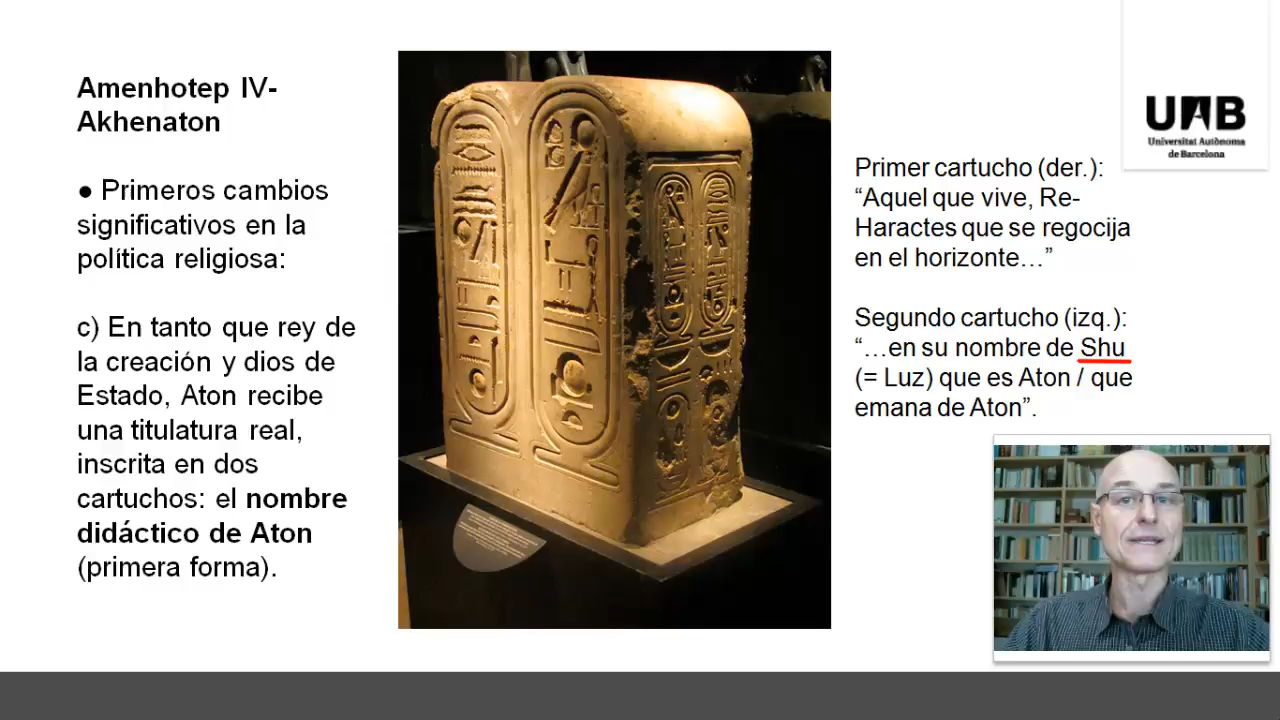 Amenhotep IV-
Akhenaton
● Primeros cambios
significativos en la
política religiosa:
c) En tanto que rey de
la creación y dios de
Estado, Aton recibe
una titulatura real,
inscrita en dos
cartuchos: el nombre
didáctico de Aton
(primera forma).
UAB
Universitat Autònoma
de Barcelona
Primer cartucho (der.):
“Aquel que vive, Re-
Haractes que se regocija
en el horizonte…”
Segundo cartucho (izq.):
“…en su nombre de Shu
(= Luz) que es Aton / que
emana de Aton”.